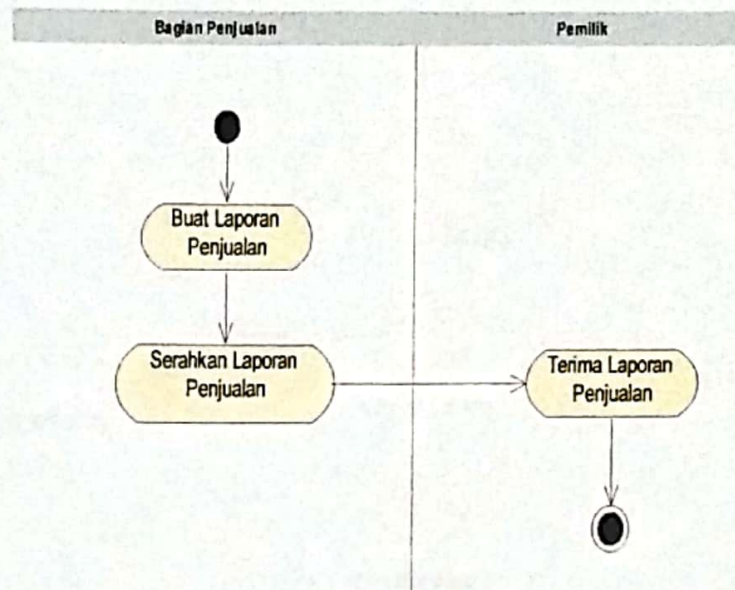 Bagian Penjualan
Pemilik
Buat Laporan
Penjualan
Serahkan Laporan
Penjualan
Terima Laporan
Penjualan